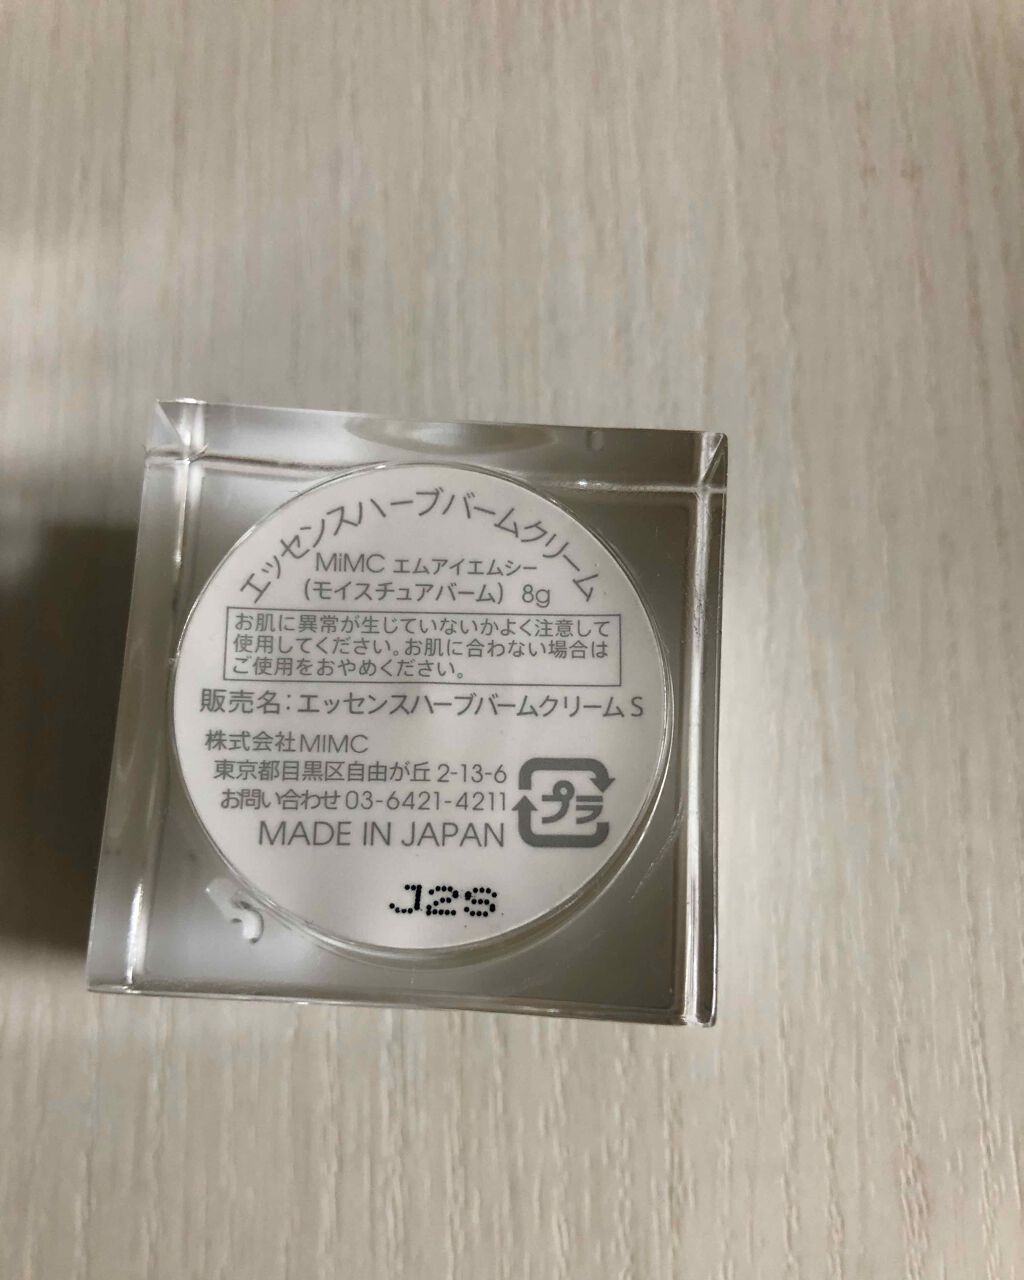 エッセンスハーブバームクリーム
MiMC エムアイエムシー
(モイスチュアバーム) 8g
お肌に異常が生じていないかよく注意して
使用してください。お肌に合わない場合は
ご使用をおやめください。
販売名:エッセンスハーブバームクリームS
株式会社MIMC
東京都目黒区自由が丘2-13-6
お問い合わせ 03-6421-4211
プラ
MADE IN JAPAN
J2S